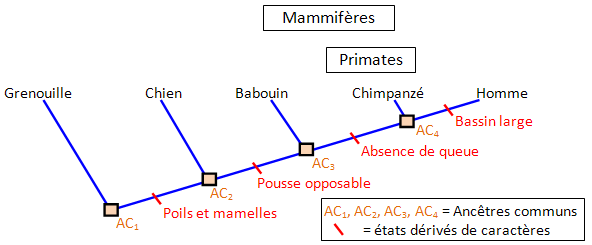 Mammifères
Primates
Grenouille
Chien
Babouin
Chimpanzé
Homme
Bassin large
AC4
Absence de queue
AC3
Pousse opposable
AC2
Poils et mamelles
AC1
AC1, AC2, AC3, AC4 = Ancêtres communs
= états dérivés de caractères